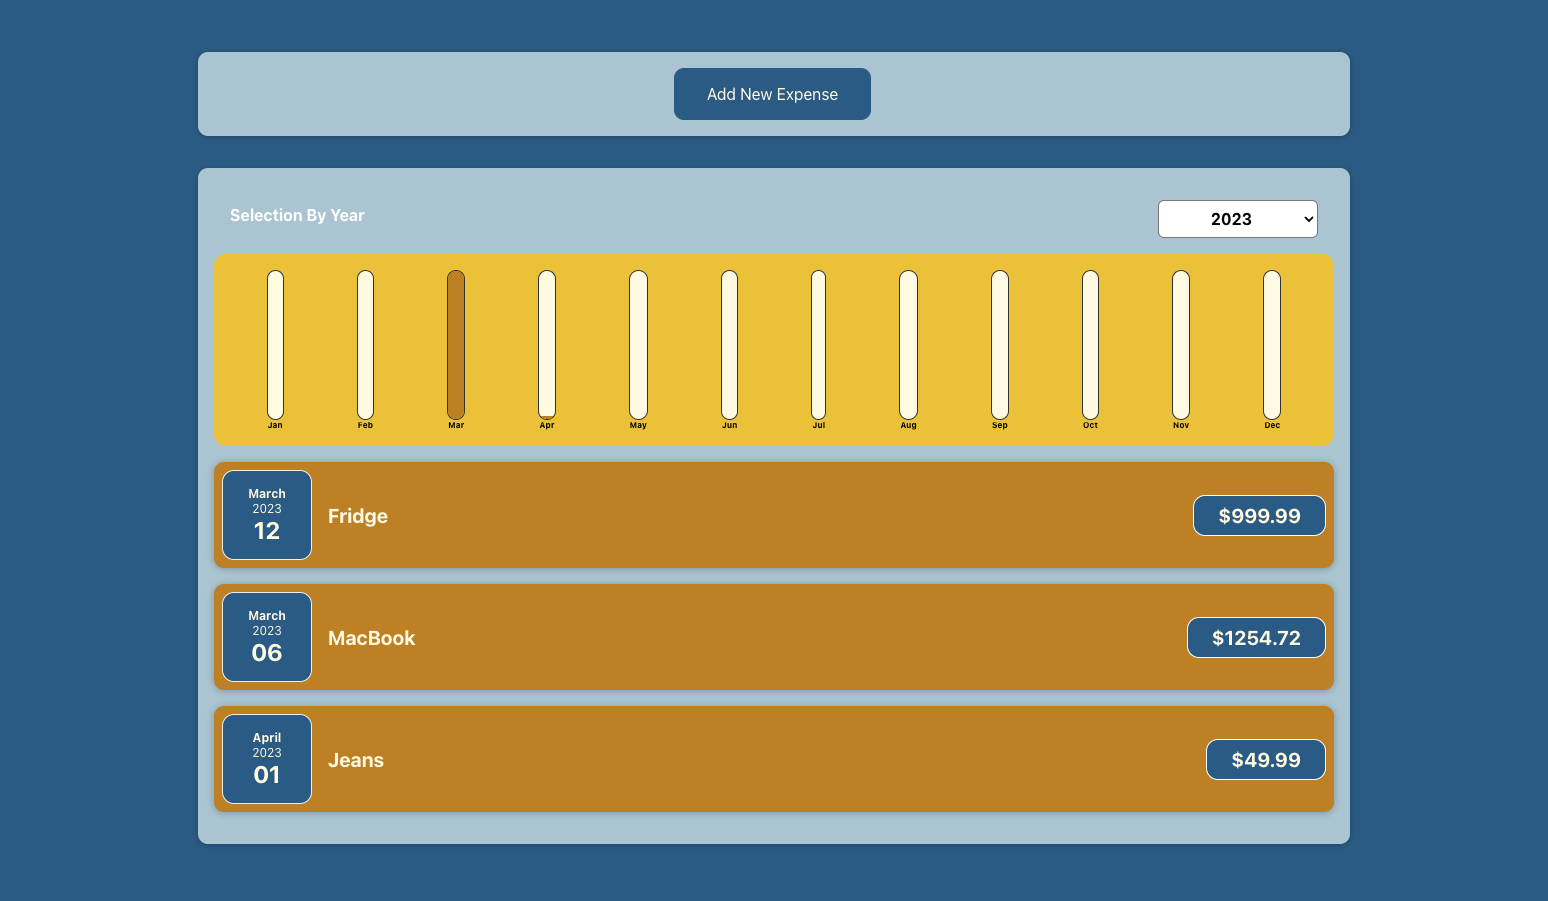 Add New Expense
Selection By Year
2023
Jan Feb Mar Apr May Jun Jul Aug Sep Oct Nov Dec
March
2023
12
Fridge
$999.99
March
2023
06
MacBook
$1254.72
April
2023
01
Jeans
$49.99